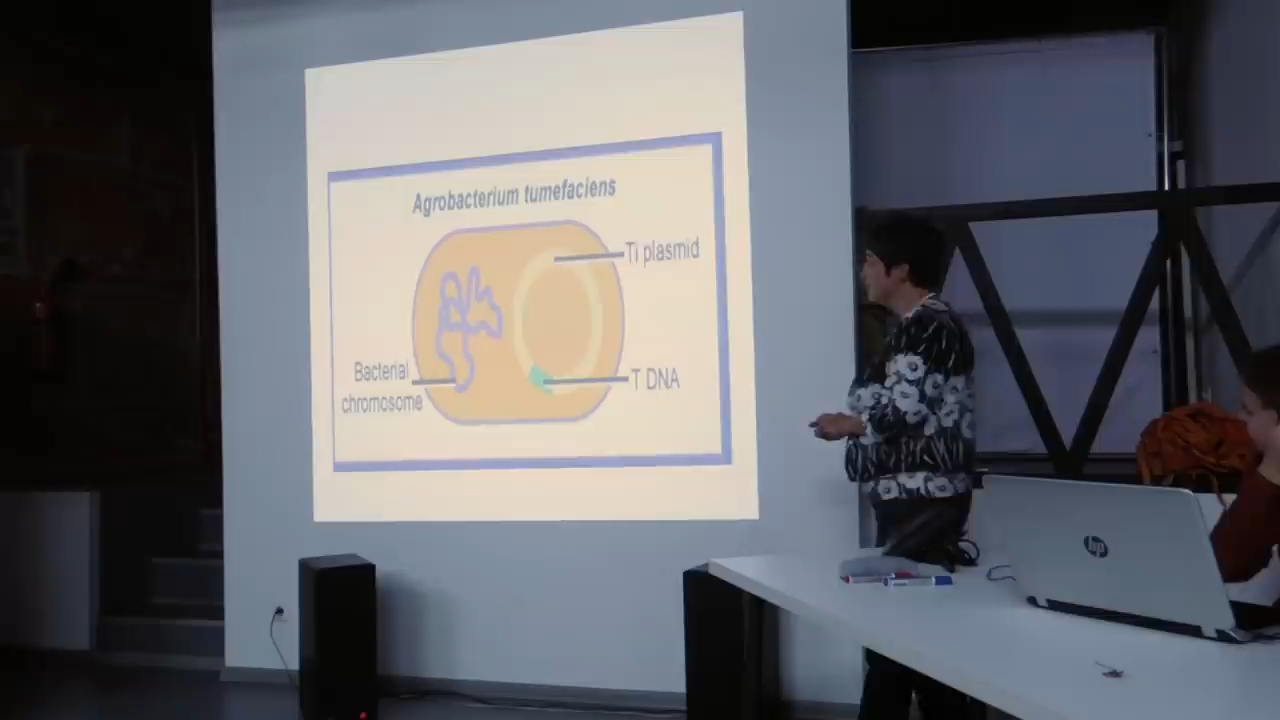 Agrobacterium tumefaciens
Ti plasmid
Bacterial
chromosome
T DNA
hp